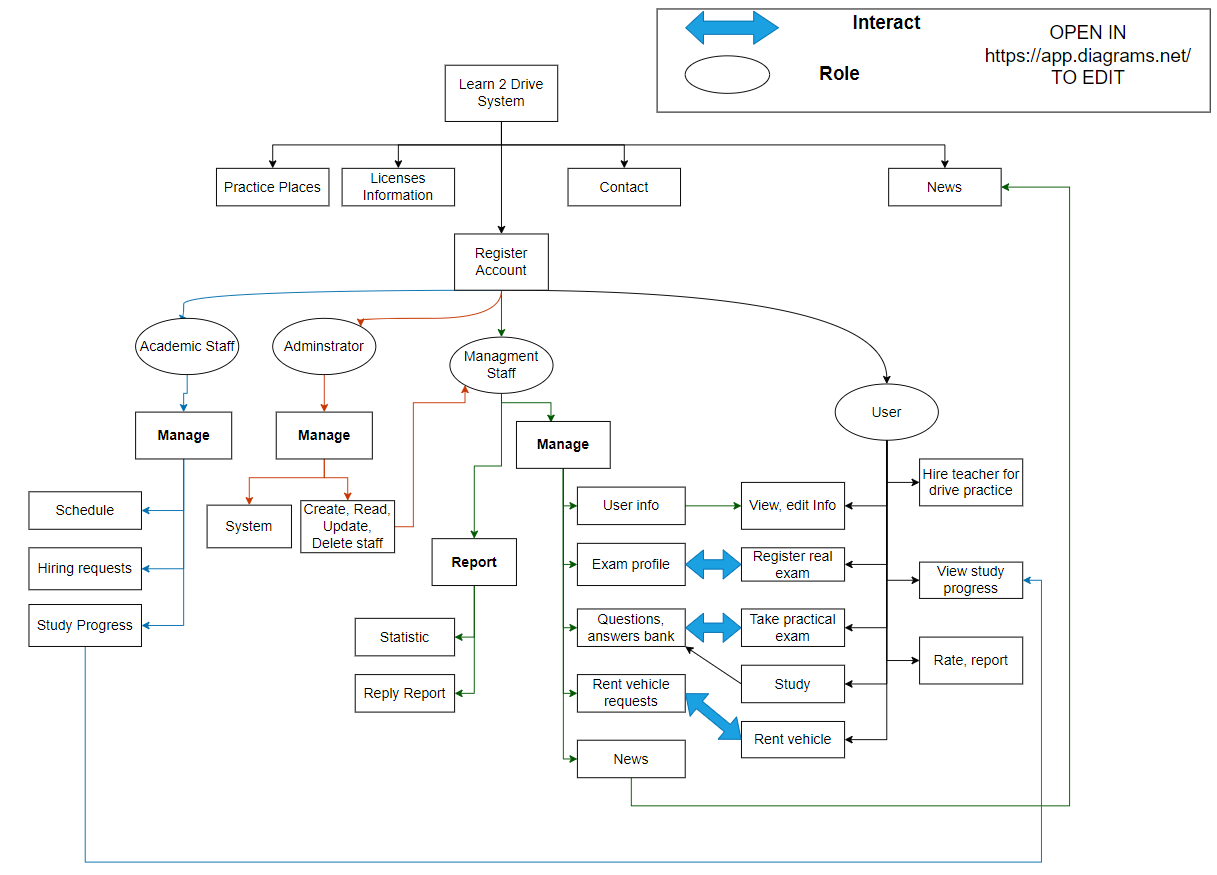 Interact
Role
OPEN IN
https://app.diagrams.net/
TO EDIT
Learn 2 Drive
System
Practice Places
Licenses
Information
Contact
News
Register
Account
Academic Staff
Adminstrator
Managment
Staff
User
Manage
Manage
Manage
Schedule
Hiring requests
Study Progress
System
Create, Read,
Update,
Delete staff
Report
Statistic
Reply Report
User info
Exam profile
Questions,
answers bank
Rent vehicle
requests
News
View, edit Info
Register real
exam
Take practical
exam
Study
Rent vehicle
Hire teacher for
drive practice
View study
progress
Rate, report